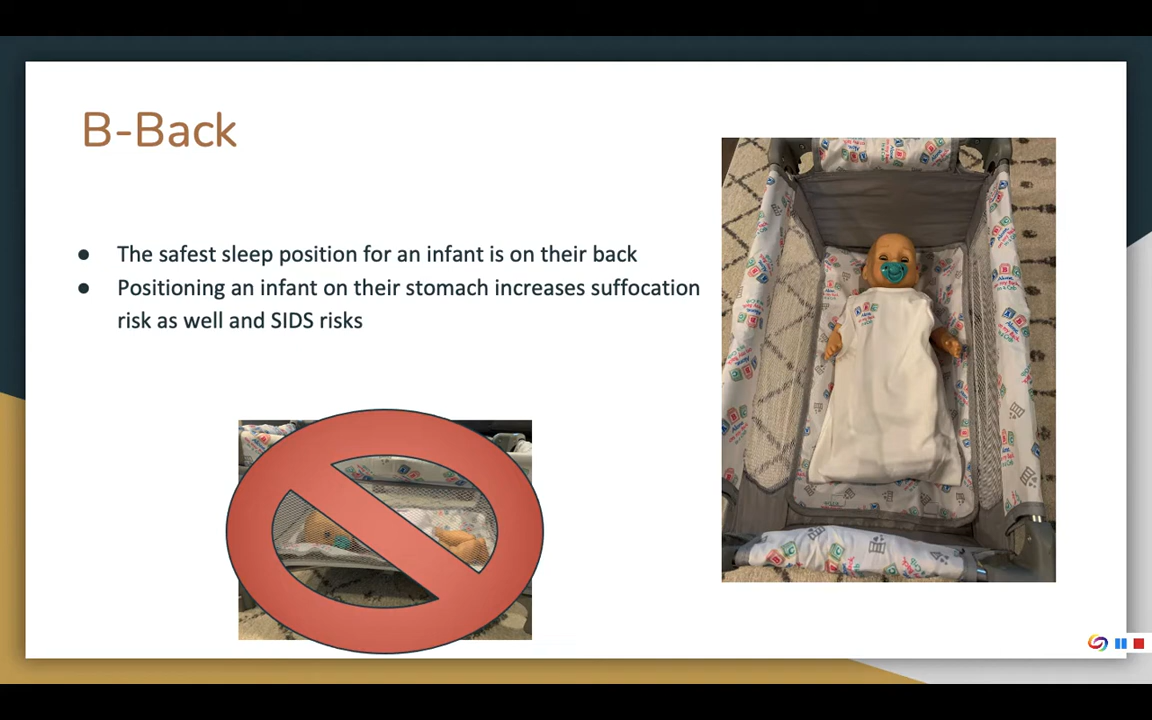 B-Back
● The safest sleep position for an infant is on their back
● Positioning an infant on their stomach increases suffocation
risk as well and SIDS risks